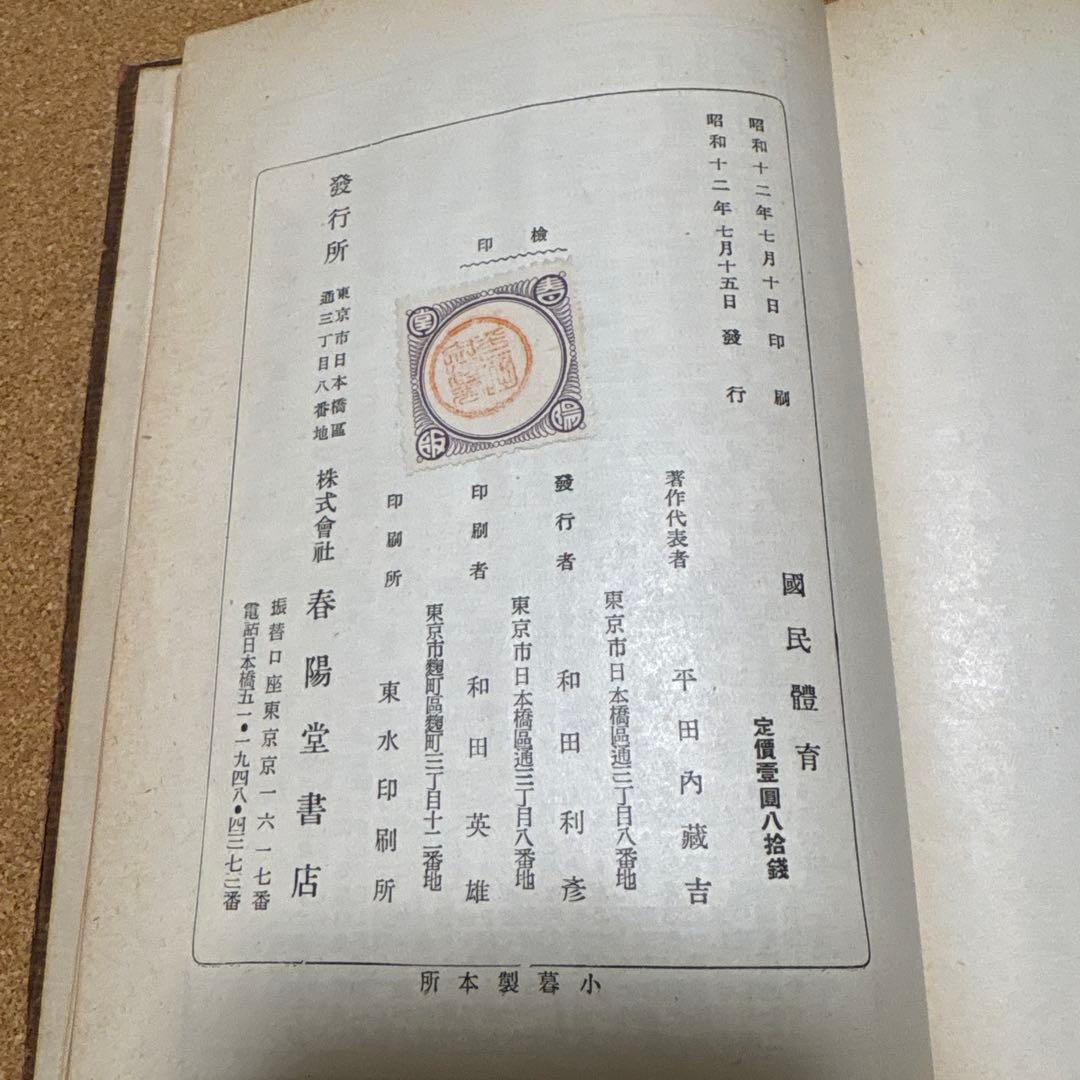 昭和十二年七月十日印刷
昭和十二年七月十五日發行
國民體育
定價壹圓八拾錢
檢印
春
陽
堂
版
著作代表者 平田內藏吉
東京市日本橋區通三丁目八番地
發行者 和田利彥
東京市日本橋區通三丁目八番地
印刷者 和田英雄
東京市麴町區麴町三丁目十二番地
印刷所 東水印刷所
發行所
東京市日本橋區
通三丁目八番地
株式會社 春陽堂書店
振替口座東京京一六一七番
電話日本橋五一•一九四八•四三七三番
小暮製本所